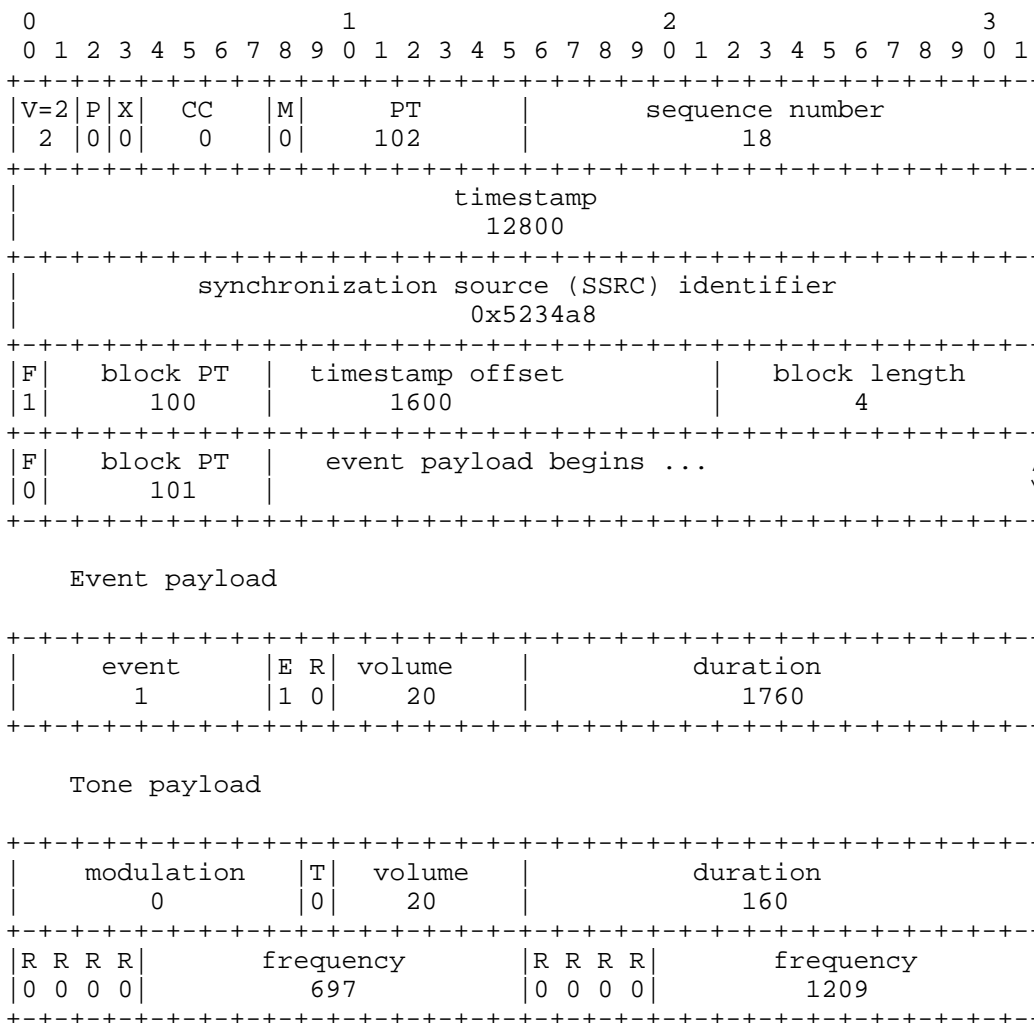 0                   1                   2                   3
0 1 2 3 4 5 6 7 8 9 0 1 2 3 4 5 6 7 8 9 0 1 2 3 4 5 6 7 8 9 0 1
+-+-+-+-+-+-+-+-+-+-+-+-+-+-+-+-+-+-+-+-+-+-+-+-+-+-+-+-+-+-+-+-+-
|V=2|P|X|  CC   |M|     PT      |       sequence number
| 2 |0|0|   0   |0|    102      |             18
+-+-+-+-+-+-+-+-+-+-+-+-+-+-+-+-+-+-+-+-+-+-+-+-+-+-+-+-+-+-+-+-+-
|                           timestamp
|                             12800
+-+-+-+-+-+-+-+-+-+-+-+-+-+-+-+-+-+-+-+-+-+-+-+-+-+-+-+-+-+-+-+-+-
|           synchronization source (SSRC) identifier
|                            0x5234a8
+-+-+-+-+-+-+-+-+-+-+-+-+-+-+-+-+-+-+-+-+-+-+-+-+-+-+-+-+-+-+-+-+-
|F|   block PT  |  timestamp offset         |   block length
|1|     100     |       1600                |        4
+-+-+-+-+-+-+-+-+-+-+-+-+-+-+-+-+-+-+-+-+-+-+-+-+-+-+-+-+-+-+-+-+-
|F|   block PT  |   event payload begins ...
|0|     101     |
+-+-+-+-+-+-+-+-+-+-+-+-+-+-+-+-+-+-+-+-+-+-+-+-+-+-+-+-+-+-+-+-+-
Event payload
+-+-+-+-+-+-+-+-+-+-+-+-+-+-+-+-+-+-+-+-+-+-+-+-+-+-+-+-+-+-+-+-+-
|     event     |E R| volume    |          duration
|       1       |1 0|   20      |             1760
+-+-+-+-+-+-+-+-+-+-+-+-+-+-+-+-+-+-+-+-+-+-+-+-+-+-+-+-+-+-+-+-+-
Tone payload
+-+-+-+-+-+-+-+-+-+-+-+-+-+-+-+-+-+-+-+-+-+-+-+-+-+-+-+-+-+-+-+-+-
|    modulation   |T|  volume   |          duration
|        0        |0|    20     |             160
+-+-+-+-+-+-+-+-+-+-+-+-+-+-+-+-+-+-+-+-+-+-+-+-+-+-+-+-+-+-+-+-+-
|R R R R|       frequency       |R R R R|       frequency
|0 0 0 0|          697          |0 0 0 0|         1209
+-+-+-+-+-+-+-+-+-+-+-+-+-+-+-+-+-+-+-+-+-+-+-+-+-+-+-+-+-+-+-+-+-